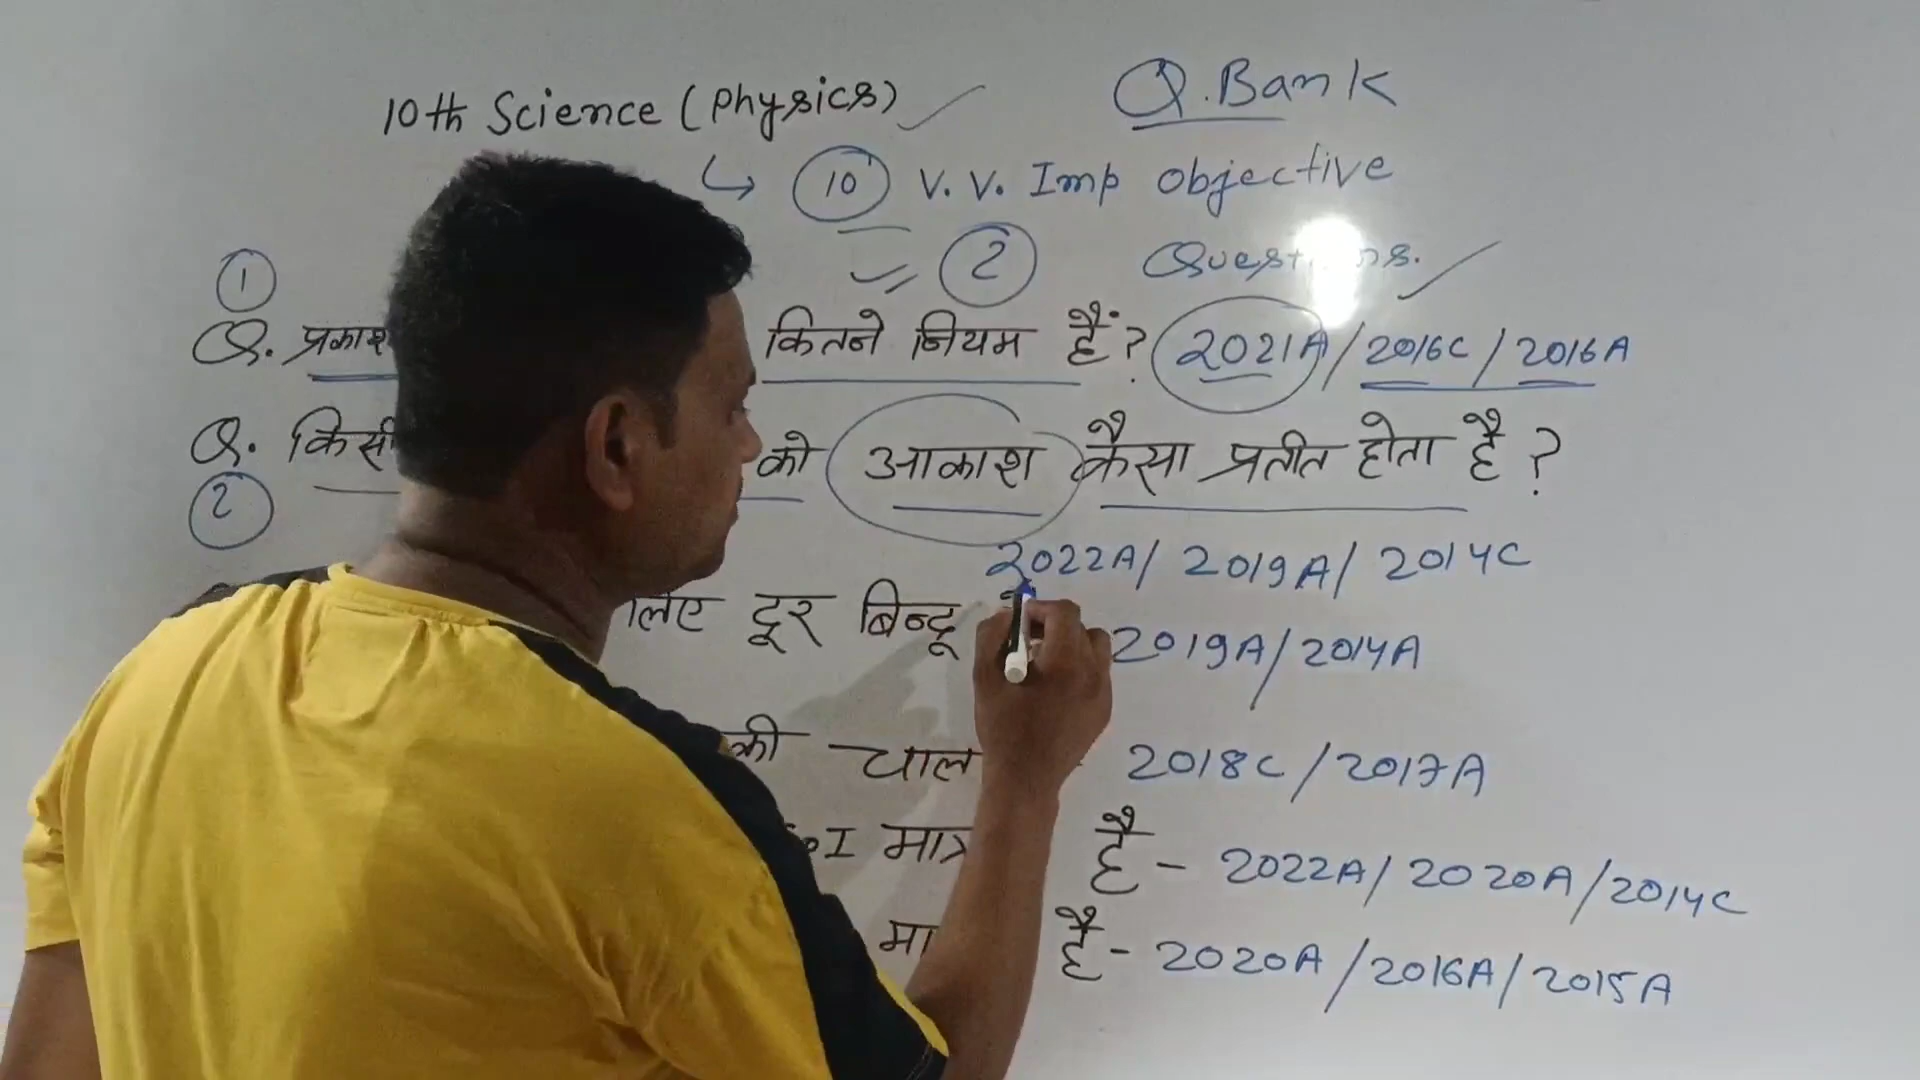 10th Science (Physics) Q.Bank
↳ 10 V. V. Imp objective
2 Questions.
1
Q. प्रकाश कितने नियम हैं? 2021A/2016C/2016A
Q. किसी को आकाश कैसा प्रतीत होता है ?
2
2022A/ 2019A/ 2014C
लिए दूर बिन्दू 2019A/2014A
की चाल 2018C/2017A
I है - 2022A/2020A/2014C
है - 2020A/2016A/2015A